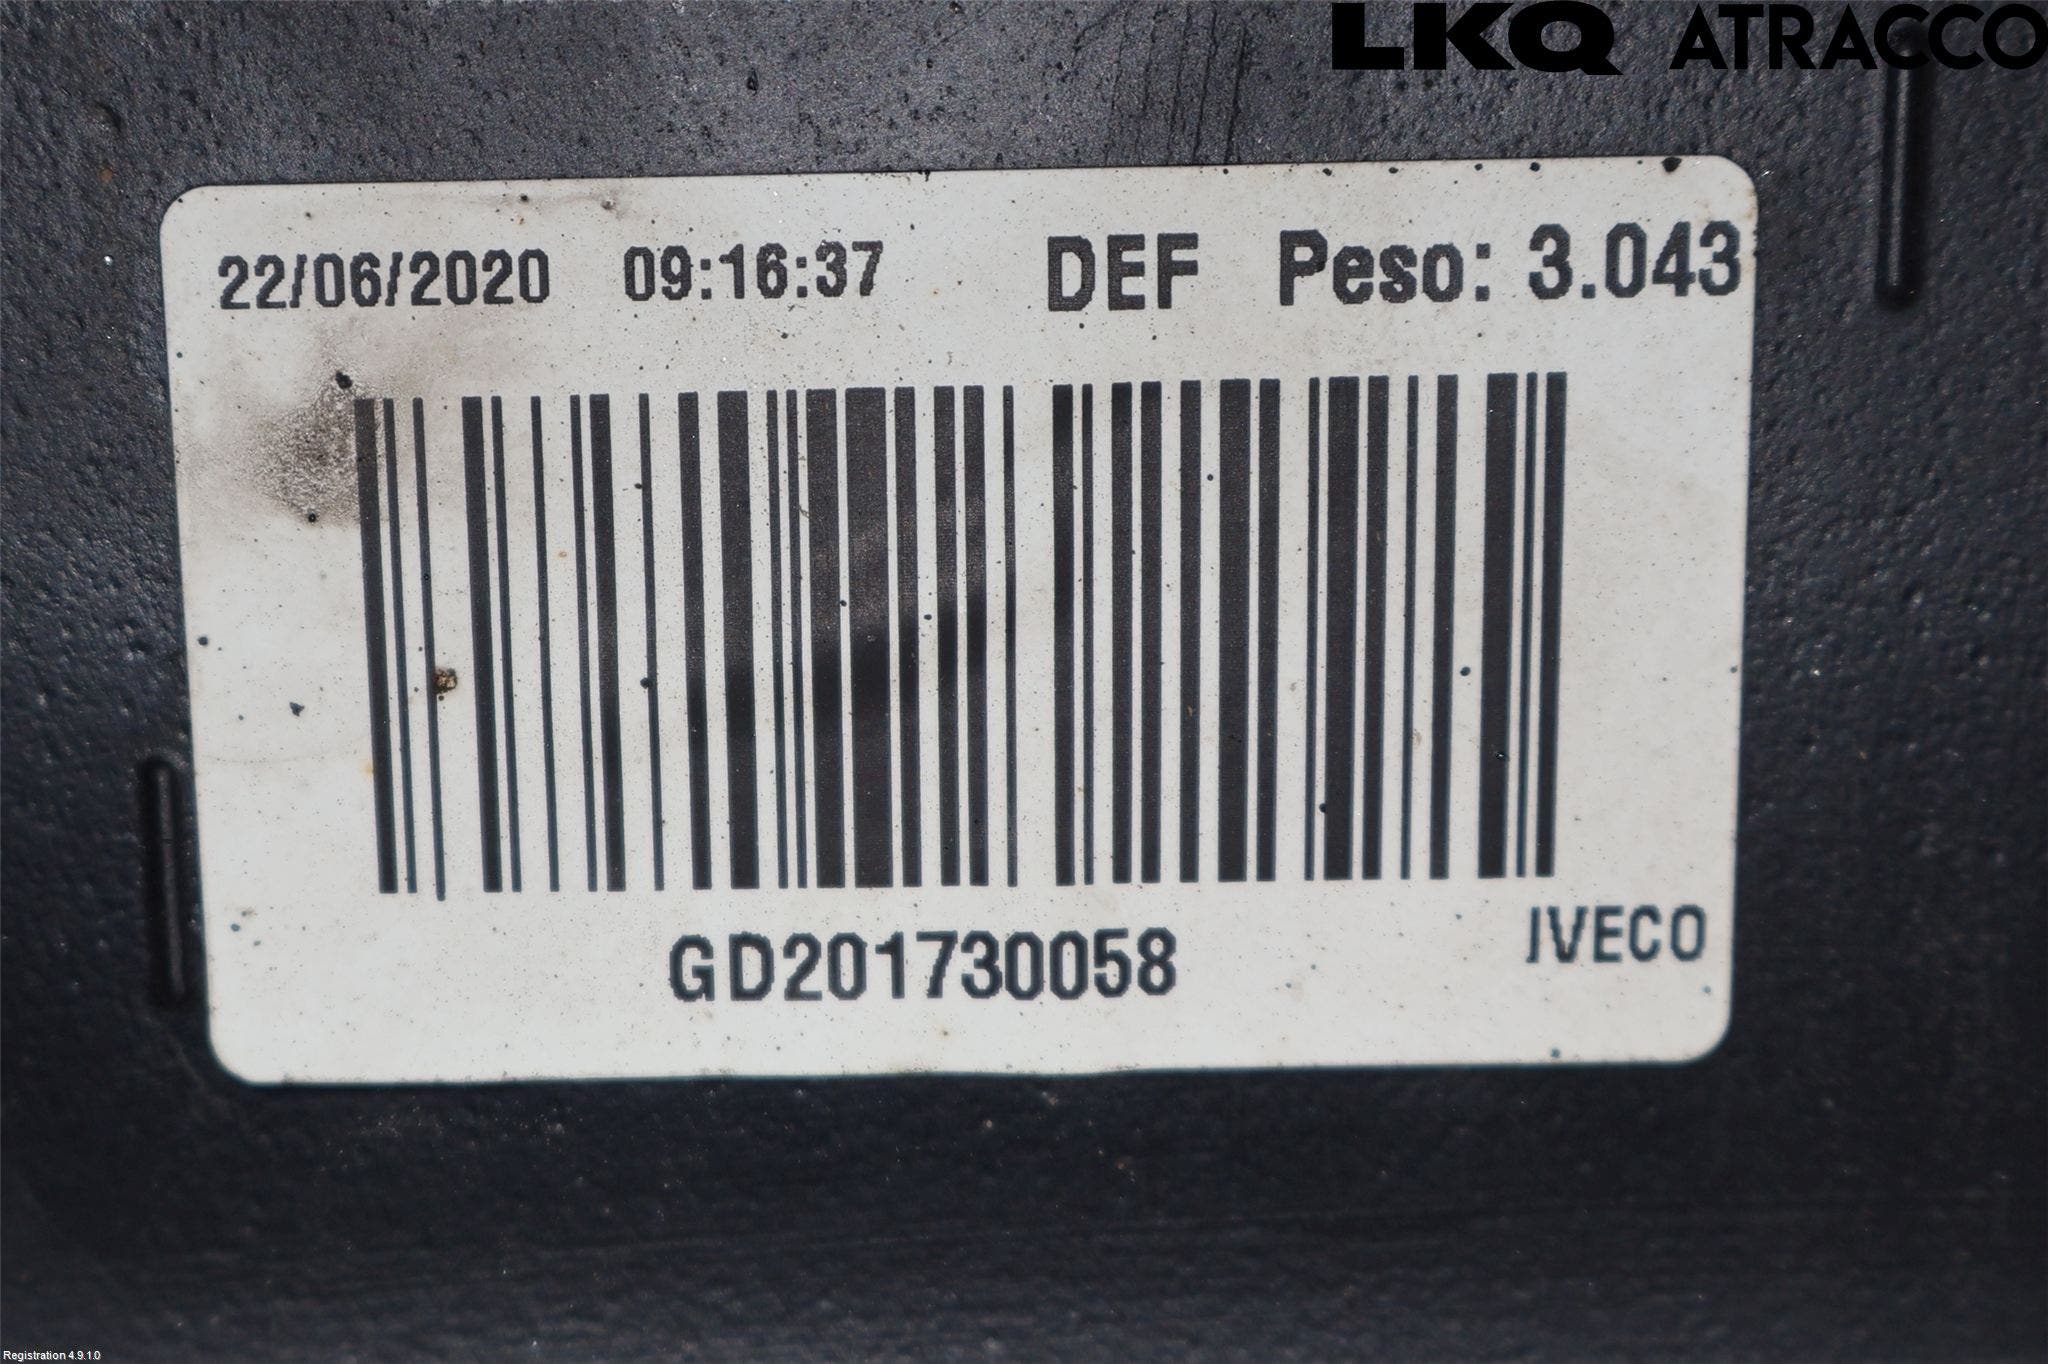 LKQ ATRACCO
22/06/2020 09:16:37 DEF Peso: 3.043
GD201730058
IVECO
Registration 4.9.1.0